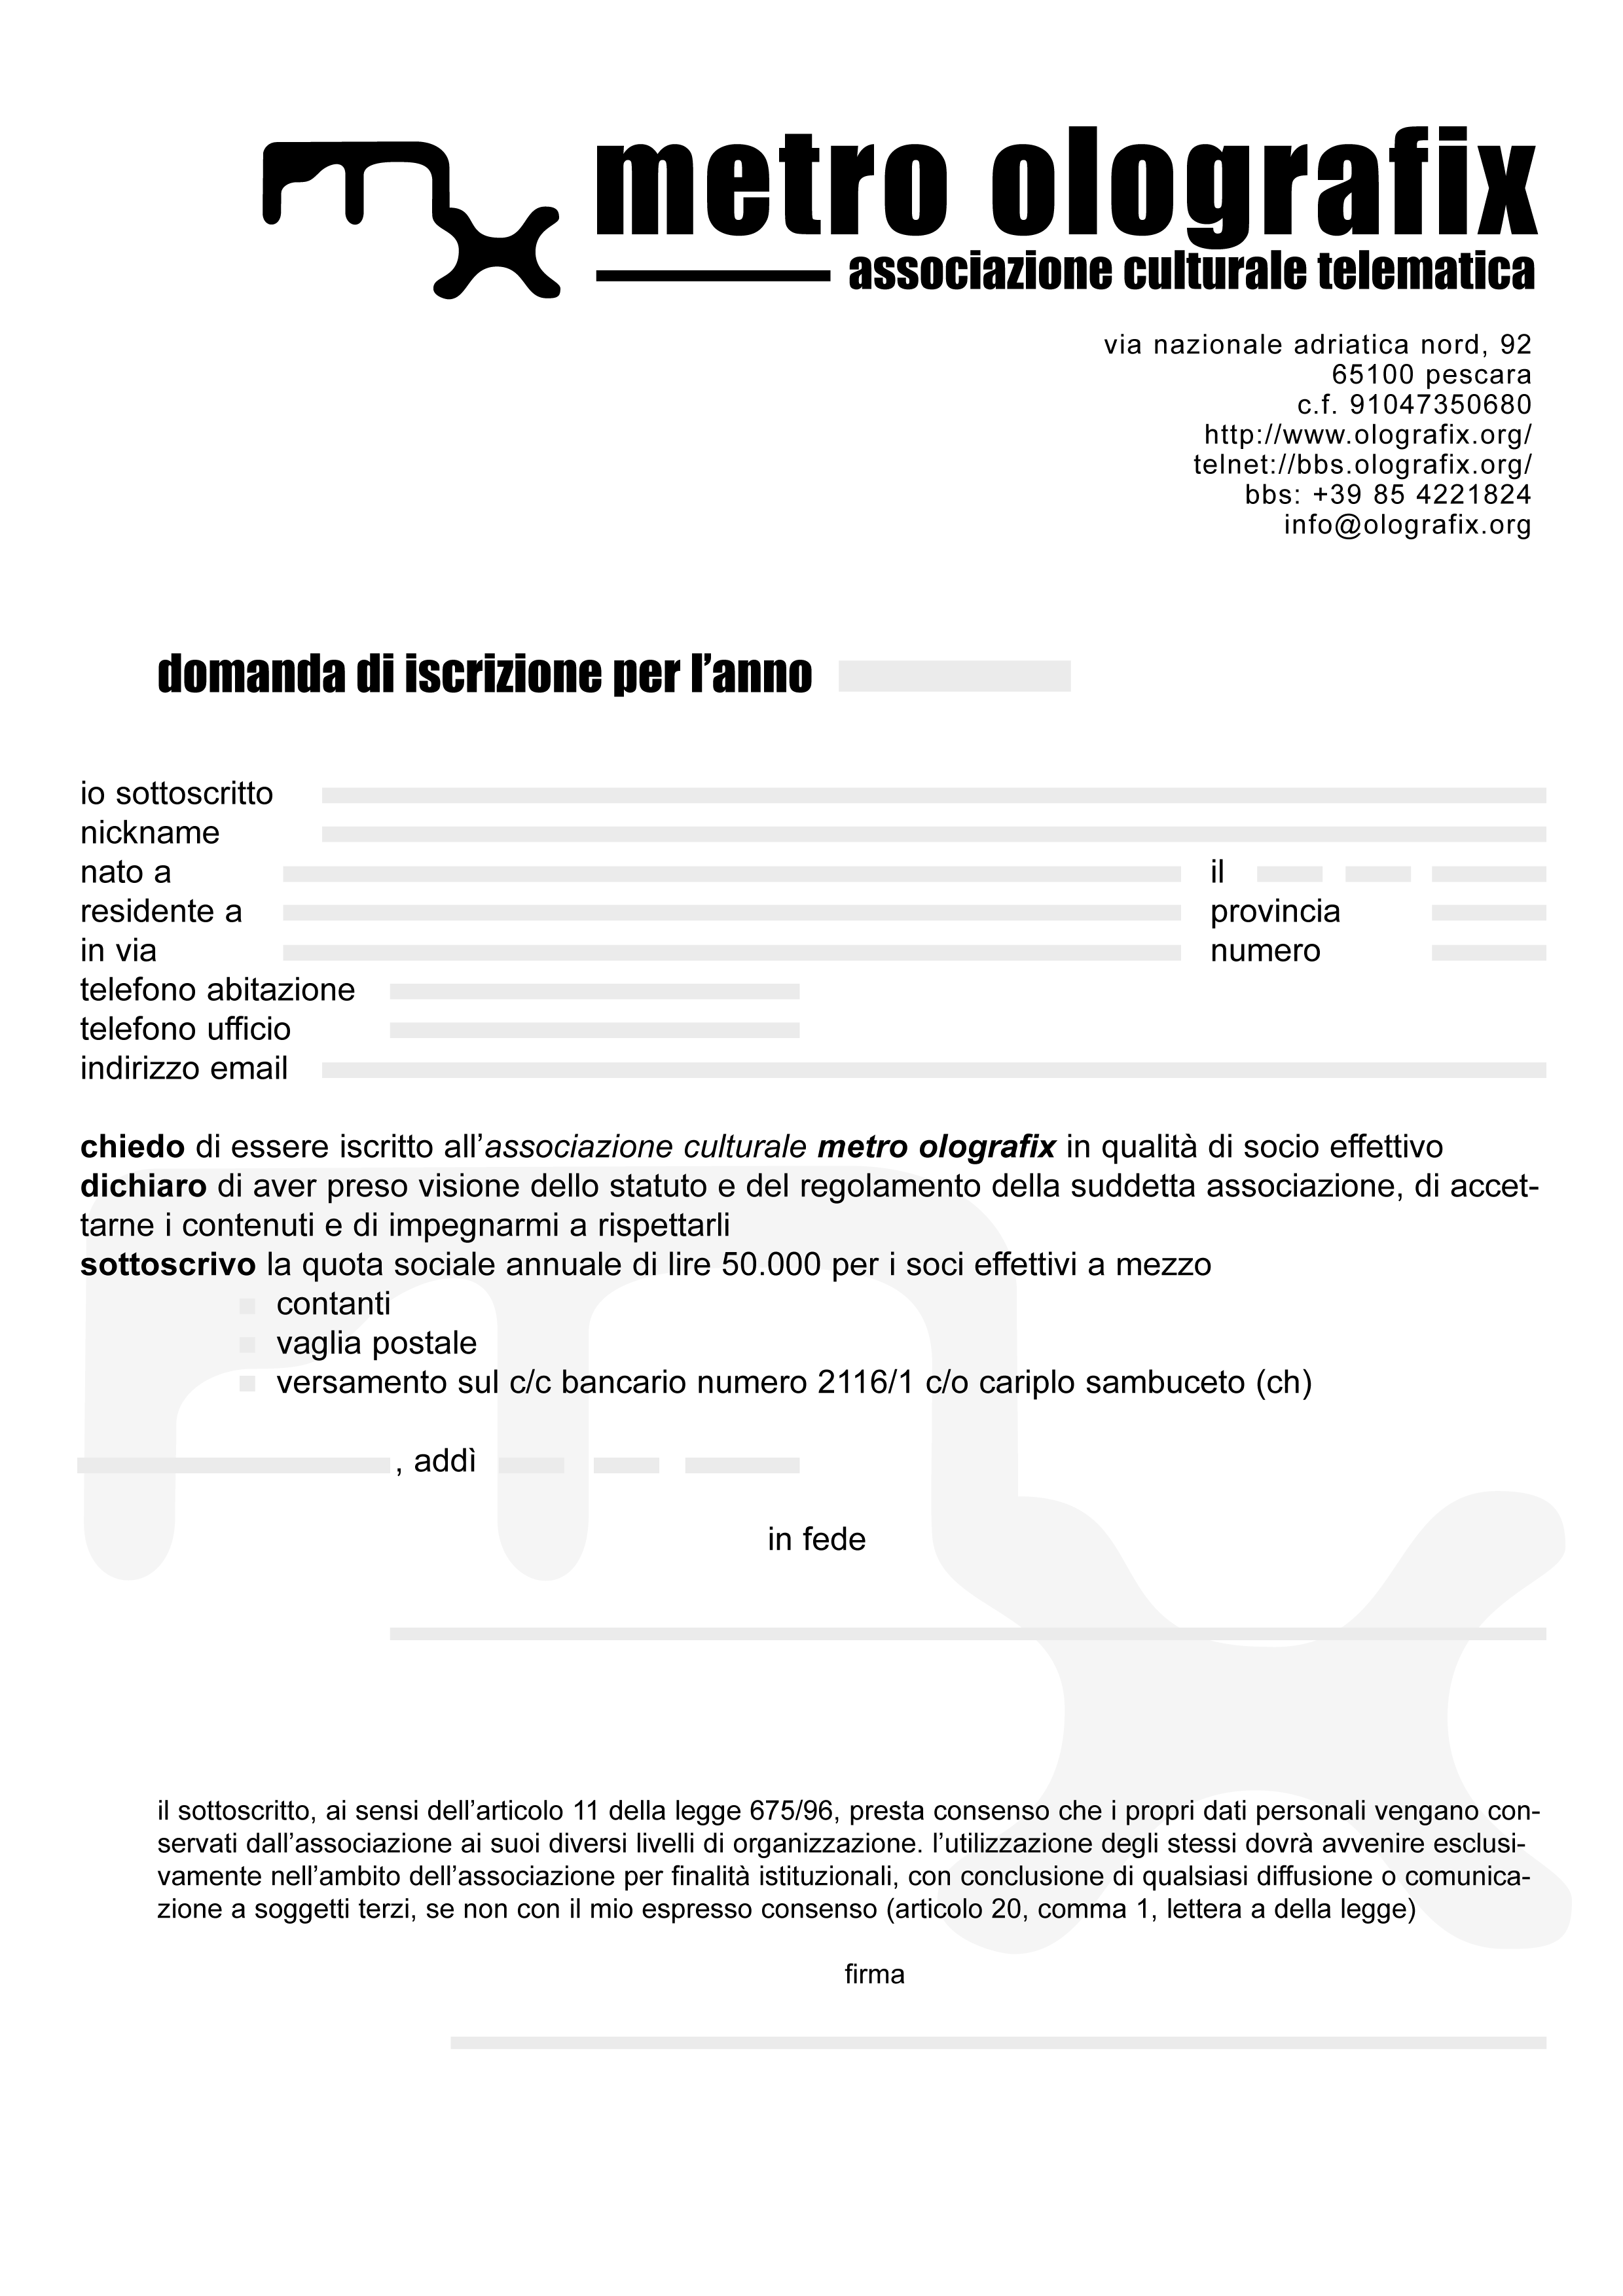 metro olografix
associazione culturale telematica
via nazionale adriatica nord, 92
65100 pescara
c.f. 91047350680
http://www.olografix.org/
telnet://bbs.olografix.org/
bbs: +39 85 4221824
info@olografix.org
domanda di iscrizione per l’anno
io sottoscritto
nickname
nato a il
residente a provincia
in via numero
telefono abitazione
telefono ufficio
indirizzo email
chiedo di essere iscritto all’associazione culturale metro olografix in qualità di socio effettivo
dichiaro di aver preso visione dello statuto e del regolamento della suddetta associazione, di accet-
tarne i contenuti e di impegnarmi a rispettarli
sottoscrivo la quota sociale annuale di lire 50.000 per i soci effettivi a mezzo
contanti
vaglia postale
versamento sul c/c bancario numero 2116/1 c/o cariplo sambuceto (ch)
, addì
in fede
il sottoscritto, ai sensi dell’articolo 11 della legge 675/96, presta consenso che i propri dati personali vengano con-
servati dall’associazione ai suoi diversi livelli di organizzazione. l’utilizzazione degli stessi dovrà avvenire esclusi-
vamente nell’ambito dell’associazione per finalità istituzionali, con conclusione di qualsiasi diffusione o comunica-
zione a soggetti terzi, se non con il mio espresso consenso (articolo 20, comma 1, lettera a della legge)
firma